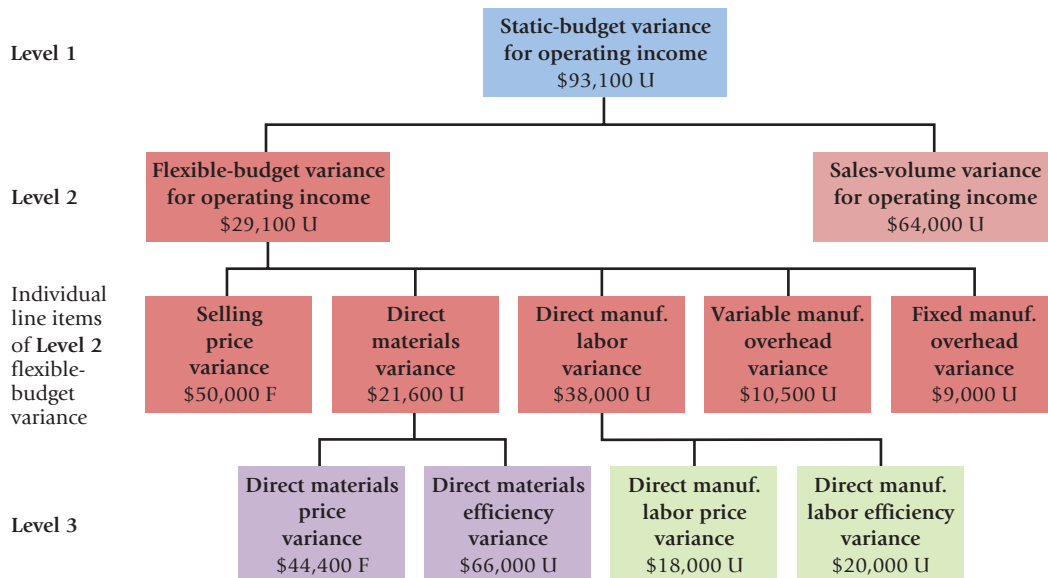 Level 1
Static-budget variance
for operating income
$93,100 U
Level 2
Flexible-budget variance
for operating income
$29,100 U
Sales-volume variance
for operating income
$64,000 U
Individual
line items
of Level 2
flexible-
budget
variance
Selling
price
variance
$50,000 F
Direct
materials
variance
$21,600 U
Direct manuf.
labor
variance
$38,000 U
Variable manuf.
overhead
variance
$10,500 U
Fixed manuf.
overhead
variance
$9,000 U
Level 3
Direct materials
price
variance
$44,400 F
Direct materials
efficiency
variance
$66,000 U
Direct manuf.
labor price
variance
$18,000 U
Direct manuf.
labor efficiency
variance
$20,000 U